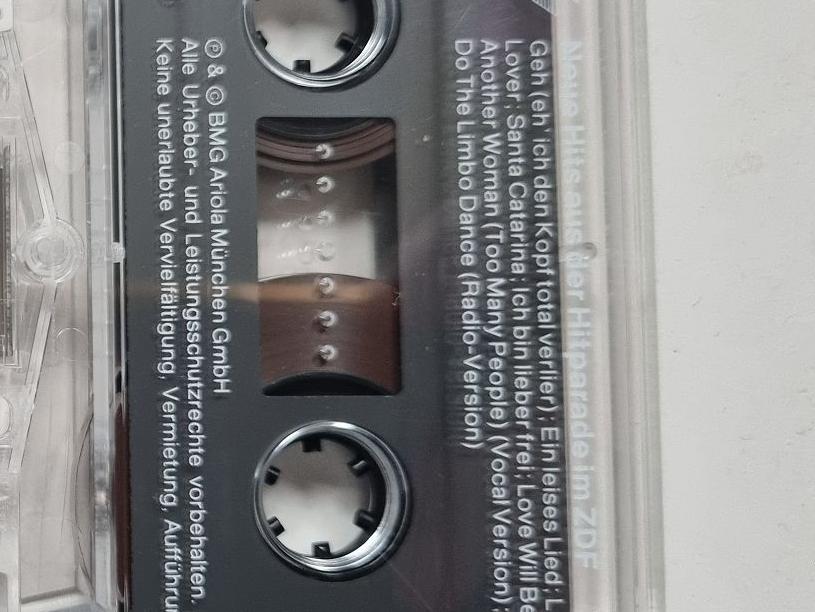 Neue Hits aus der Hitparade im ZDF
Geh (eh' ich den Kopf total verlier); Ein leises Lied; L
Lover; Santa Catarina; Ich bin lieber frei; Love Will Be
Another Woman (Too Many People) (Vocal Version);
Do The Limbo Dance (Radio-Version)
℗ & © BMG Ariola München GmbH
Alle Urheber- und Leistungsschutzrechte vorbehalten.
Keine unerlaubte Vervielfältigung, Vermietung, Aufführu